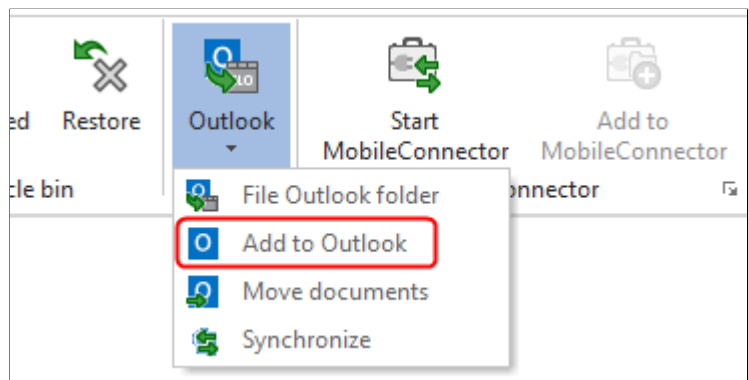 ed
Restore
Outlook
Start
MobileConnector
Add to
MobileConnector
cle bin
nnector
File Outlook folder
Add to Outlook
Move documents
Synchronize